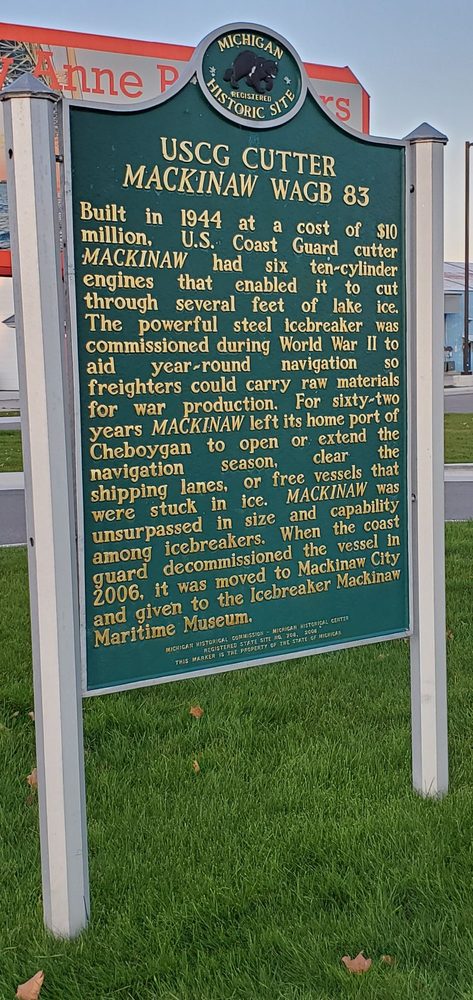 Anne
MICHIGAN
REGISTERED
HISTORIC SITE
USCG CUTTER
MACKINAW WAGB 83
Built in 1944 at a cost of $10
million, U.S. Coast Guard cutter
MACKINAW had six ten-cylinder
engines that enabled it to cut
through several feet of lake ice.
The powerful steel icebreaker was
commissioned during World War II to
aid year-round navigation so
freighters could carry raw materials
for war production. For sixty-two
years MACKINAW left its home port of
Cheboygan to open or extend the
navigation season, clear the
shipping lanes, or free vessels that
were stuck in ice. MACKINAW was
unsurpassed in size and capability
among icebreakers. When the coast
guard decommissioned the vessel in
2006, it was moved to Mackinaw City
and given to the Icebreaker Mackinaw
Maritime Museum.
MICHIGAN HISTORICAL COMMISSION - MICHIGAN HISTORICAL CENTER
REGISTERED STATE SITE NO. 706, 2006
THIS MARKER IS THE PROPERTY OF THE STATE OF MICHIGAN